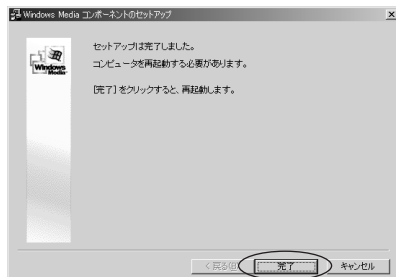 Windows Media コンポーネントのセットアップ
セットアップは完了しました。
コンピュータを再起動する必要があります。
[完了] をクリックすると、再起動します。
Windows
Media
< 戻る(B)
完了
キャンセル